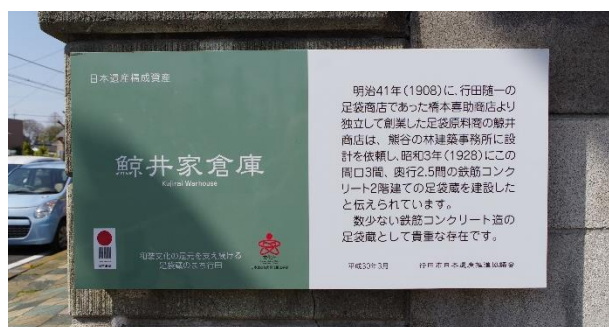 日本遺産構成資産
鯨井家倉庫
Kujirai Warhouse
和装文化の足元を支え続ける
足袋蔵のまち行田
明治41年(1908)に、行田随一の
足袋商店であった橋本喜助商店より
独立して創業した足袋原料商の鯨井
商店は、熊谷の林建築事務所に設
計を依頼し、昭和3年(1928)にこの
間口3間、奥行2.5間の鉄筋コンク
リート2階建ての足袋蔵を建設した
と伝えられています。
数少ない鉄筋コンクリート造の
足袋蔵として貴重な存在です。
平成30年3月
行田市日本遺産推進協議会